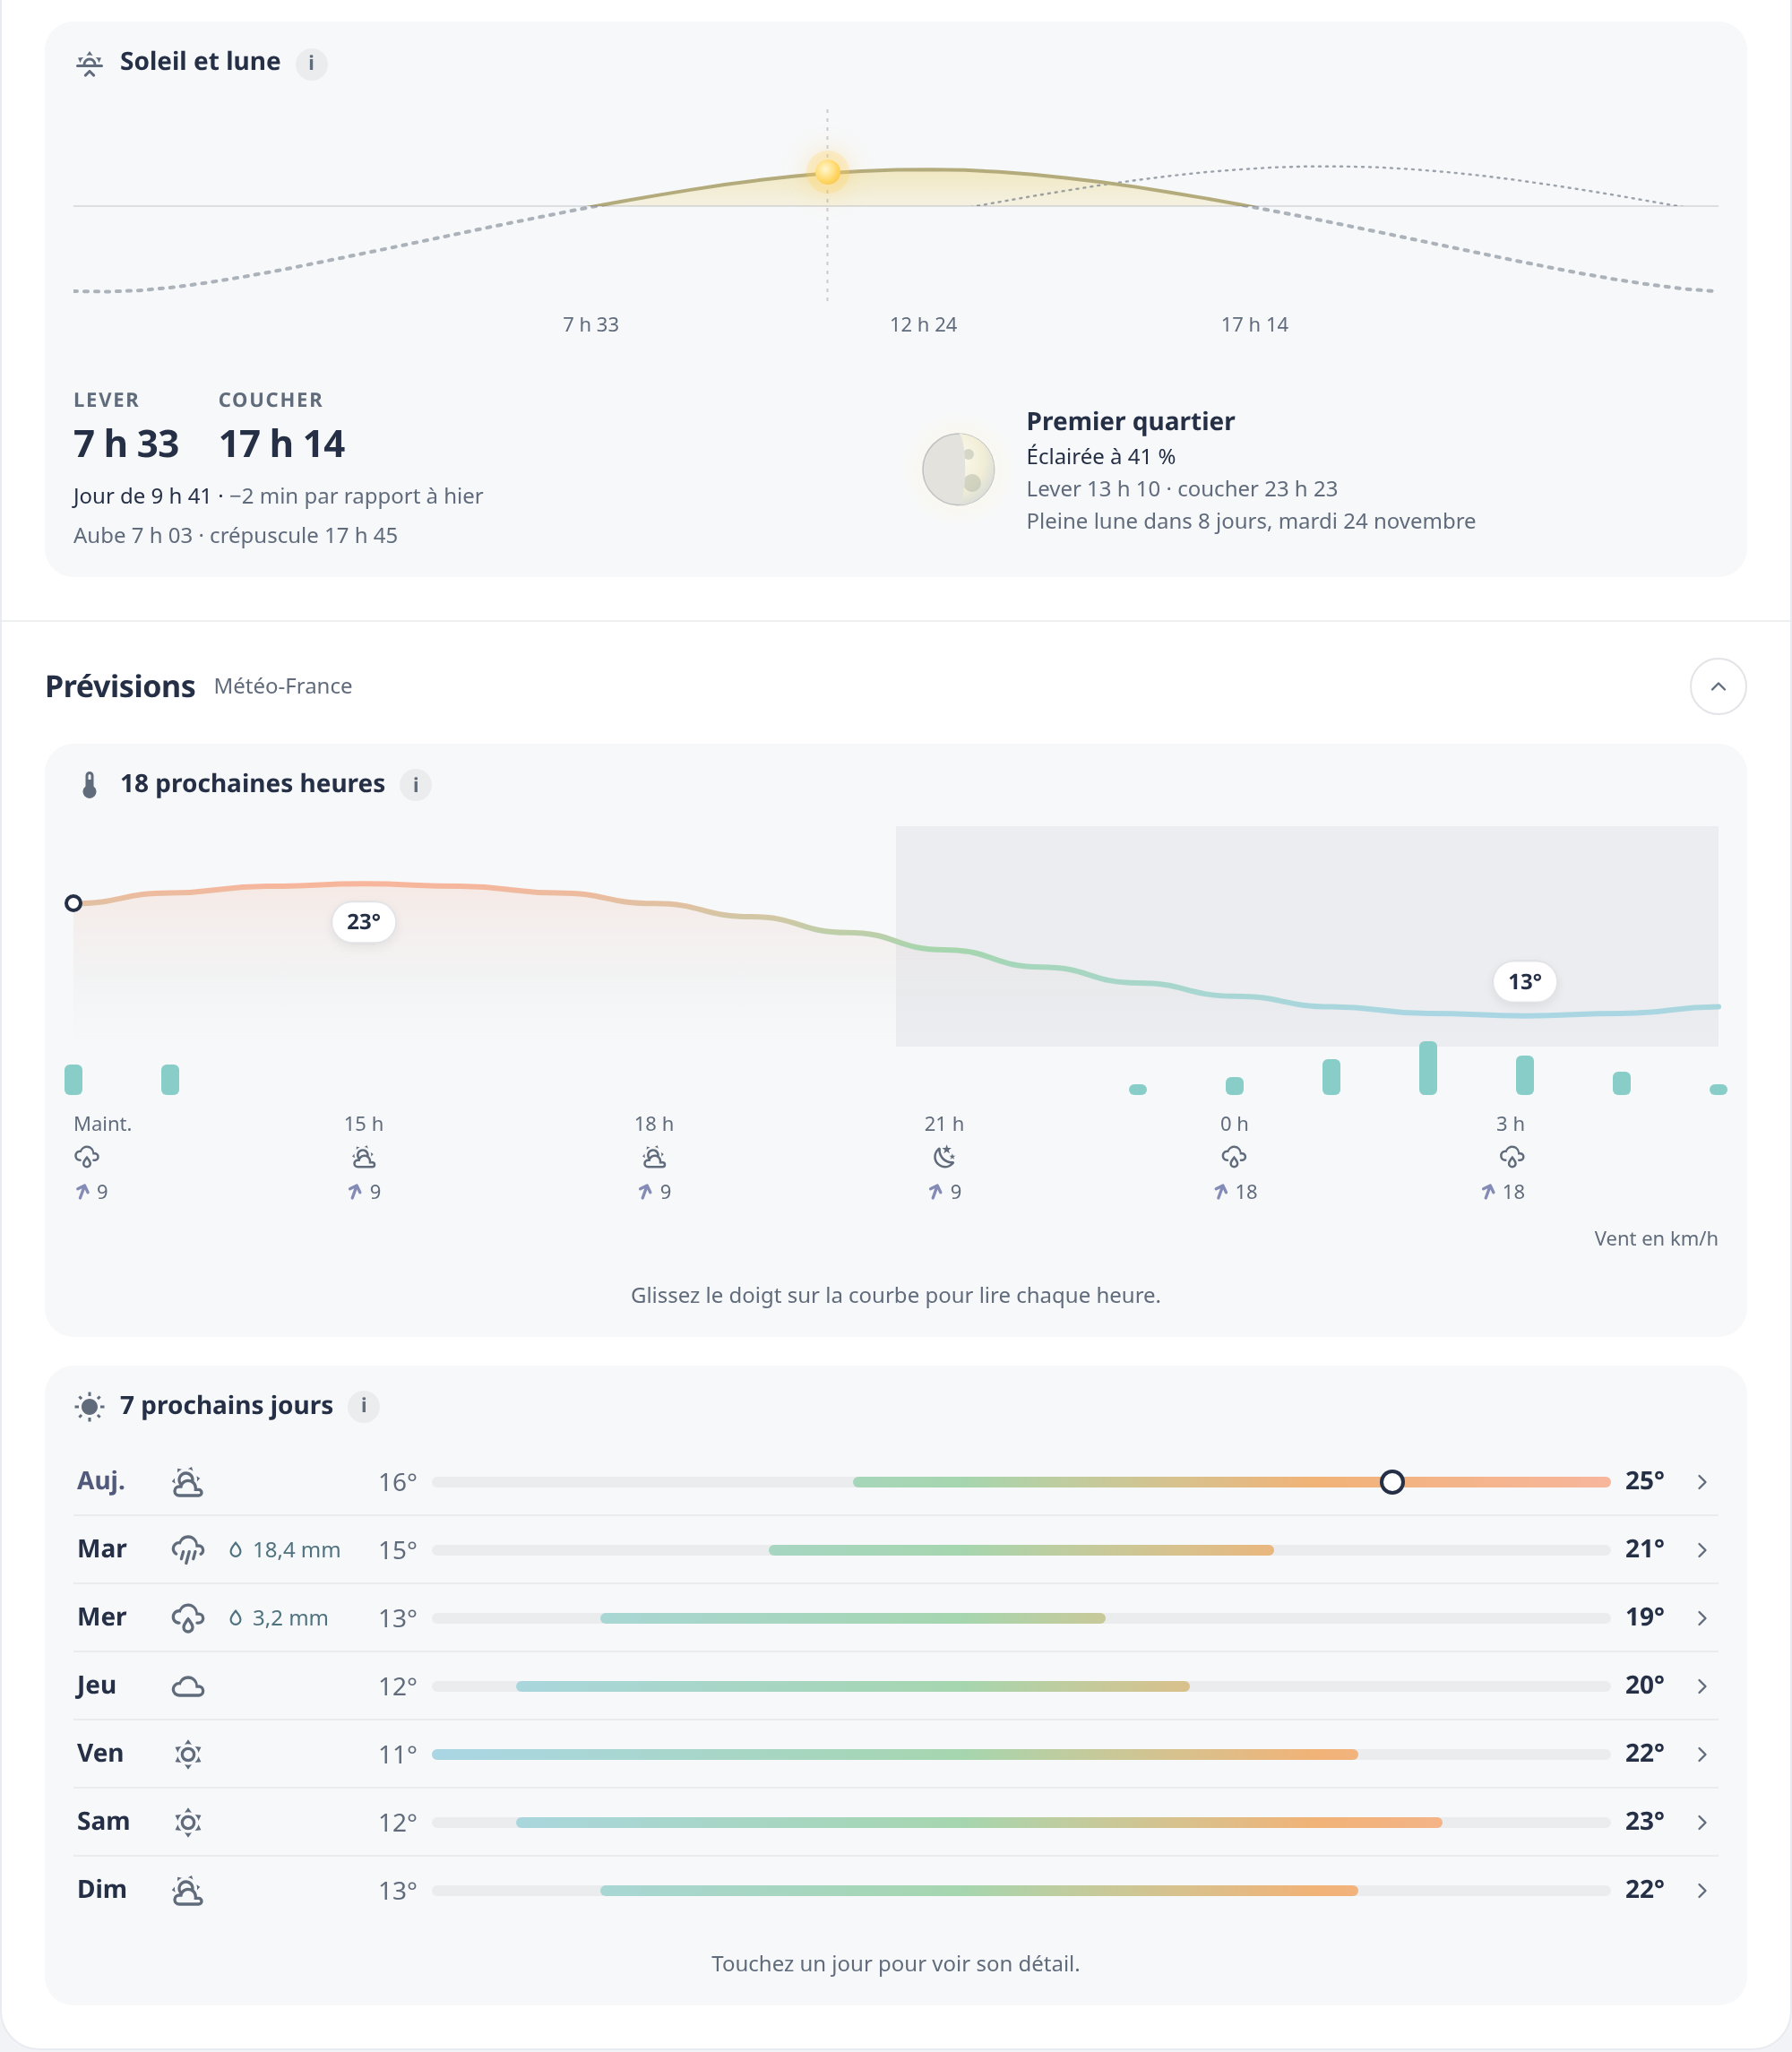 Soleil et lune i
7 h 33 12 h 24 17 h 14
LEVER COUCHER
7 h 33 17 h 14
Jour de 9 h 41 · −2 min par rapport à hier
Aube 7 h 03 · crépuscule 17 h 45
Premier quartier
Éclairée à 41 %
Lever 13 h 10 · coucher 23 h 23
Pleine lune dans 8 jours, mardi 24 novembre
Prévisions Météo-France
18 prochaines heures i
23°
13°
Maint. 15 h 18 h 21 h 0 h 3 h
9 9 9 9 18 18
Vent en km/h
Glissez le doigt sur la courbe pour lire chaque heure.
7 prochains jours i
Auj. 16° 25°
Mar 18,4 mm 15° 21°
Mer 3,2 mm 13° 19°
Jeu 12° 20°
Ven 11° 22°
Sam 12° 23°
Dim 13° 22°
Touchez un jour pour voir son détail.